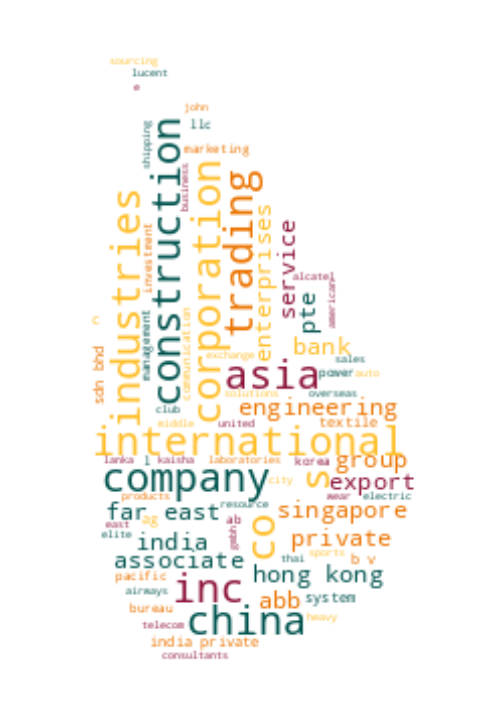 sourcing
lucent
e
john
llc
shipping
construction
marketing
business
corporation
trading
industries
enterprises
investment
service
alcatel
american
pte
c
management
communication
bank
exchange
sales
sdn bhd
asia
power
auto
solutions
overseas
club
engineering
middle
united
textile
international
lanka
l
kaisha
laboratories
korea
group
company
s
city
export
products
resource
wear
electric
far east
singapore
ag
ab
co
east
elite
india
gmbh
private
associate
thai
sports
b v
pacific
hong kong
airways
inc
abb
system
bureau
china
heavy
telecom
india private
consultants